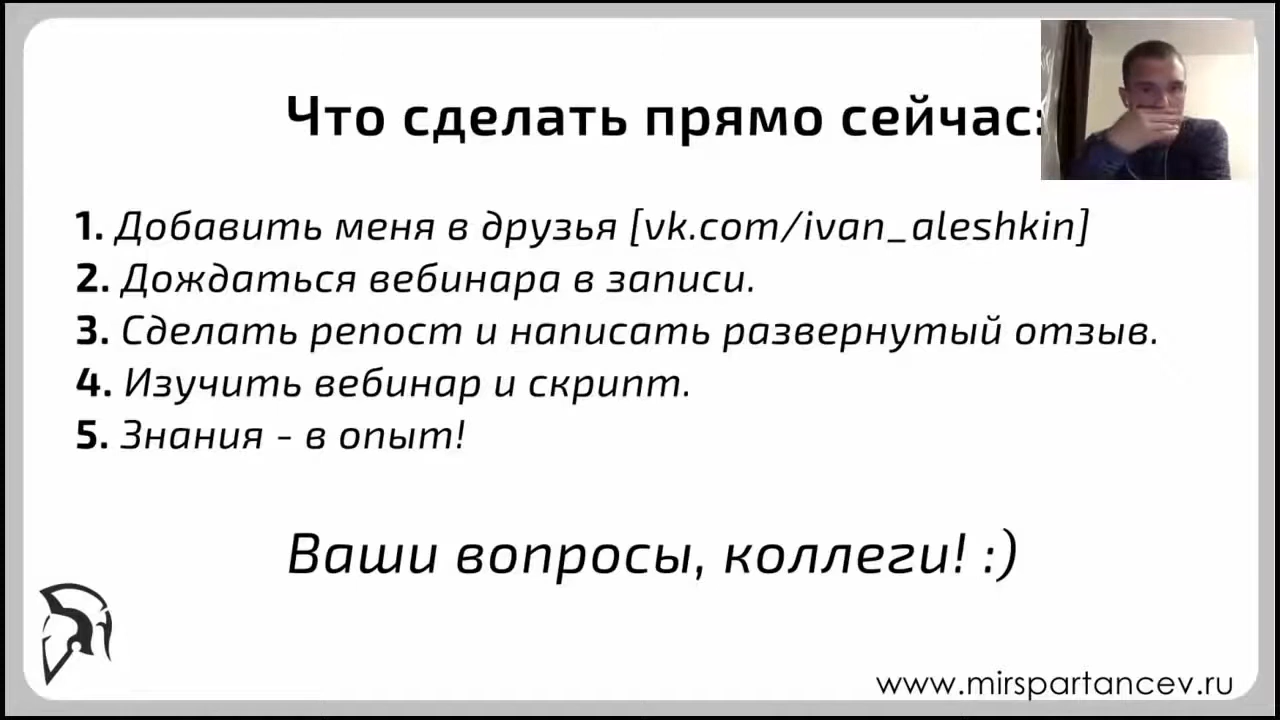 Что сделать прямо сейчас:
1. Добавить меня в друзья [vk.com/ivan_aleshkin]
2. Дождаться вебинара в записи.
3. Сделать репост и написать развернутый отзыв.
4. Изучить вебинар и скрипт.
5. Знания - в опыт!
Ваши вопросы, коллеги! :)
www.mirspartancev.ru